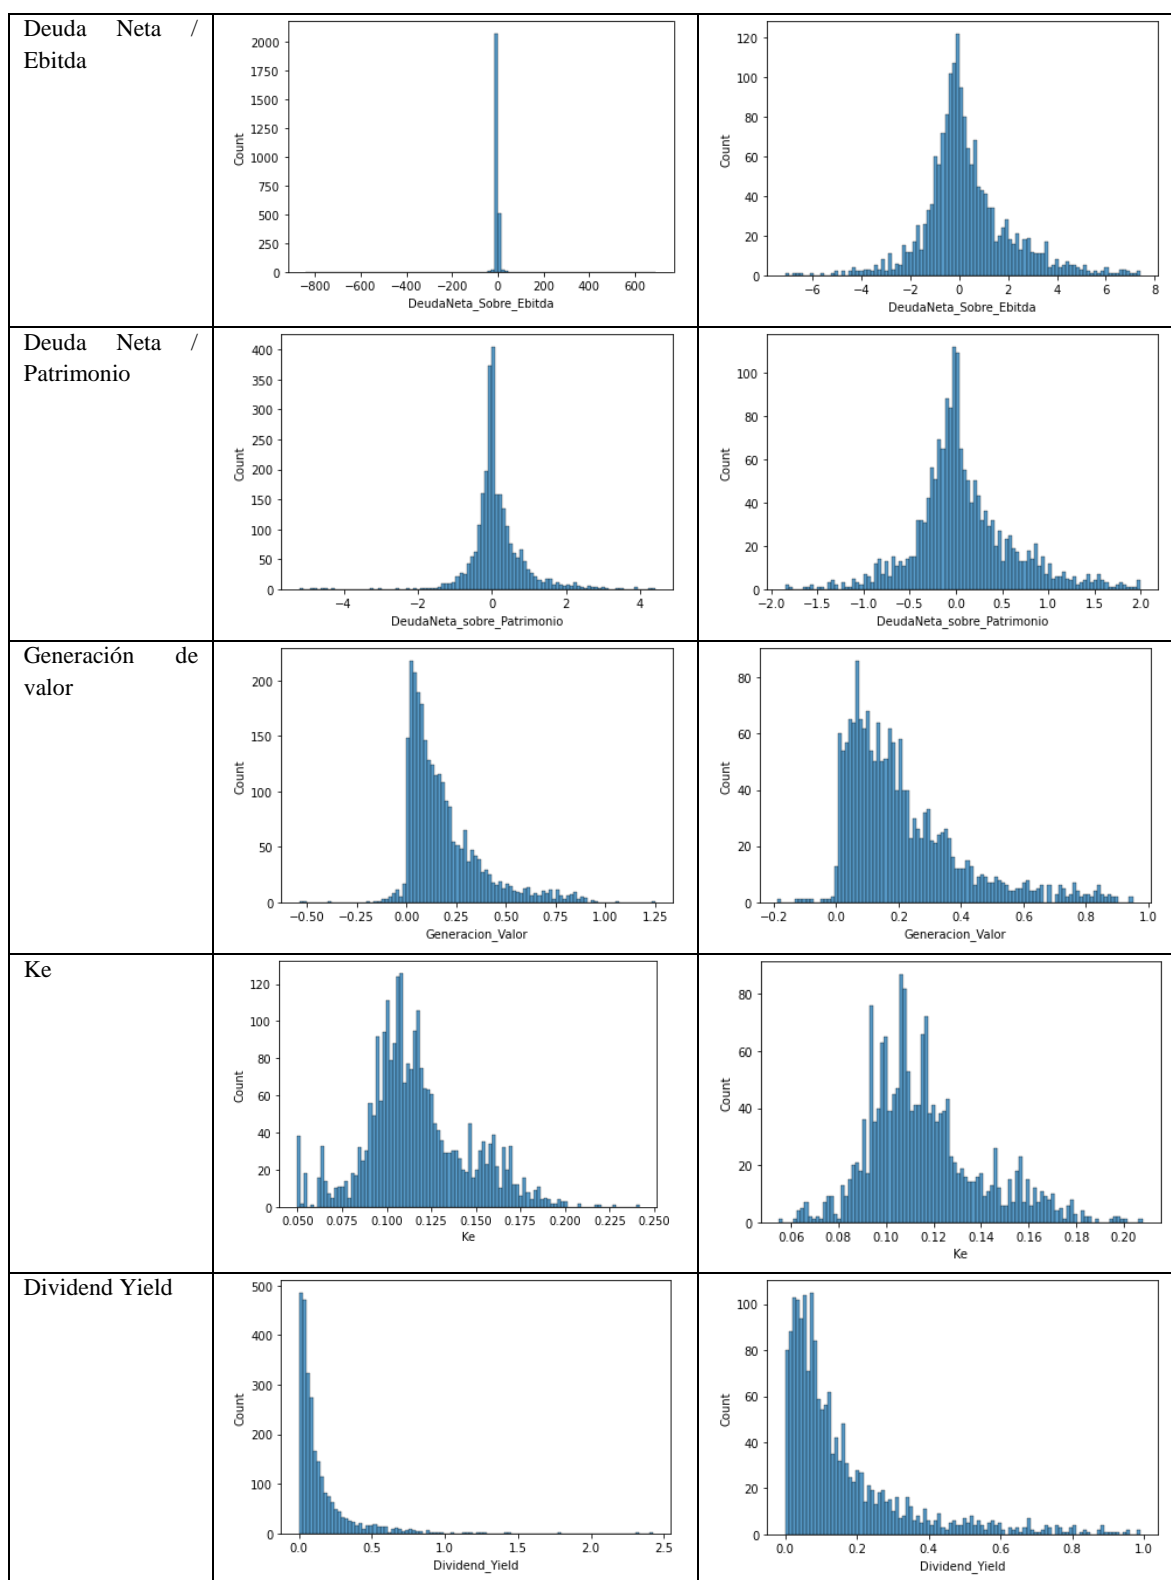 Deuda Neta /
Ebitda
2000
1750
1500
1250
1000
750
500
250
0
Count
−800 −600 −400 −200 0 200 400 600
DeudaNeta_Sobre_Ebitda
120
100
80
60
40
20
0
Count
−6 −4 −2 0 2 4 6 8
DeudaNeta_Sobre_Ebitda
Deuda Neta /
Patrimonio
400
350
300
250
200
150
100
50
0
Count
−4 −2 0 2 4
DeudaNeta_sobre_Patrimonio
100
80
60
40
20
0
Count
−2.0 −1.5 −1.0 −0.5 0.0 0.5 1.0 1.5 2.0
DeudaNeta_sobre_Patrimonio
Generación de
valor
200
150
100
50
0
Count
−0.50 −0.25 0.00 0.25 0.50 0.75 1.00 1.25
Generacion_Valor
80
60
40
20
0
Count
−0.2 0.0 0.2 0.4 0.6 0.8 1.0
Generacion_Valor
Ke
120
100
80
60
40
20
0
Count
0.050 0.075 0.100 0.125 0.150 0.175 0.200 0.225 0.250
Ke
80
60
40
20
0
Count
0.06 0.08 0.10 0.12 0.14 0.16 0.18 0.20
Ke
Dividend Yield
500
400
300
200
100
0
Count
0.0 0.5 1.0 1.5 2.0 2.5
Dividend_Yield
100
80
60
40
20
0
Count
0.0 0.2 0.4 0.6 0.8 1.0
Dividend_Yield